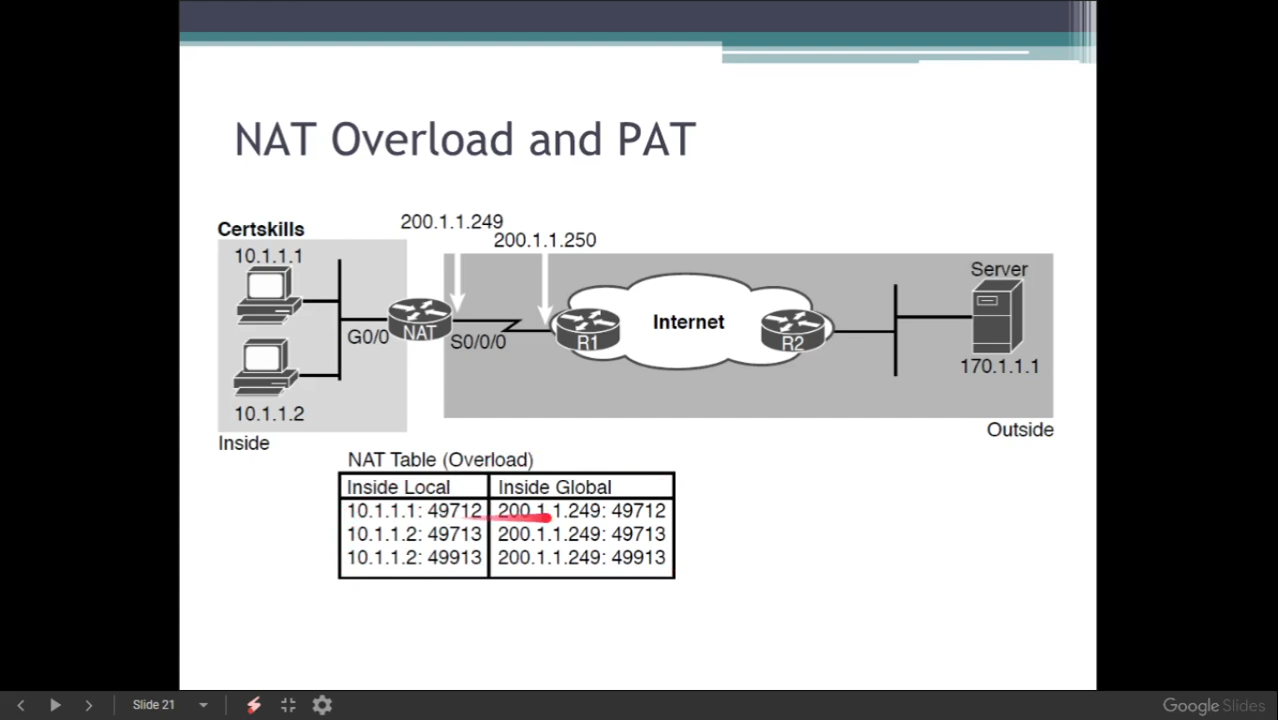 NAT Overload and PAT
200.1.1.249
Certskills
200.1.1.250
10.1.1.1
Server
Internet
G0/0
NAT
S0/0/0
R1
R2
170.1.1.1
10.1.1.2
Inside
Outside
NAT Table (Overload)
Inside Local Inside Global
10.1.1.1: 49712 200.1.1.249: 49712
10.1.1.2: 49713 200.1.1.249: 49713
10.1.1.2: 49913 200.1.1.249: 49913
Slide 21
Google Slides